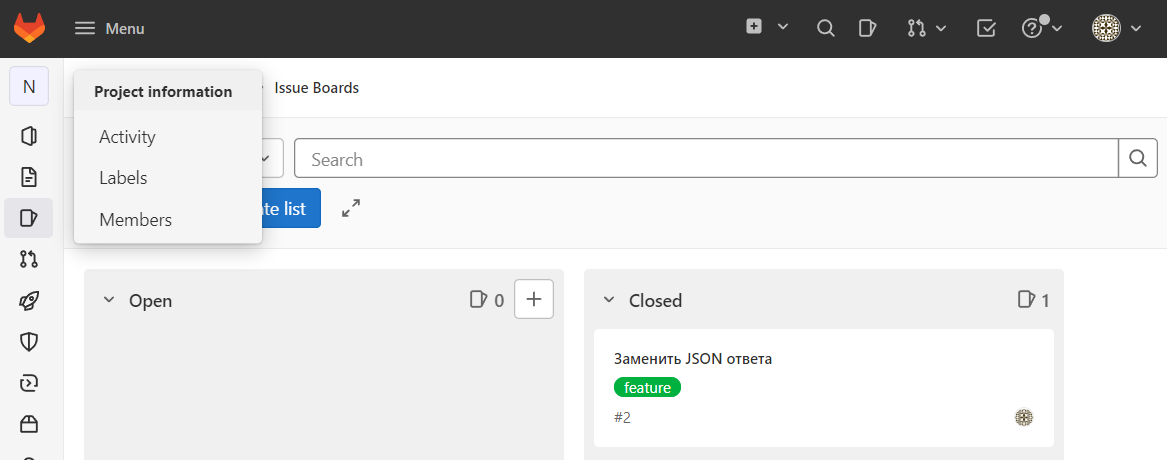 Menu
N
Project information
Issue Boards
Activity
Search
Labels
te list
Members
Open
0
Closed
1
Заменить JSON ответа
feature
#2